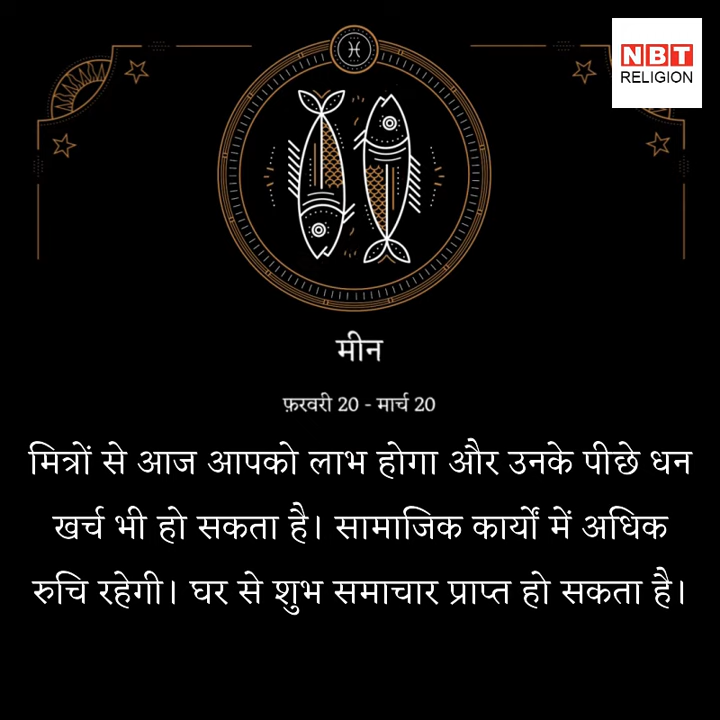 NBT
RELIGION
मीन
फ़रवरी 20 - मार्च 20
मित्रों से आज आपको लाभ होगा और उनके पीछे धन
खर्च भी हो सकता है। सामाजिक कार्यों में अधिक
रुचि रहेगी। घर से शुभ समाचार प्राप्त हो सकता है।